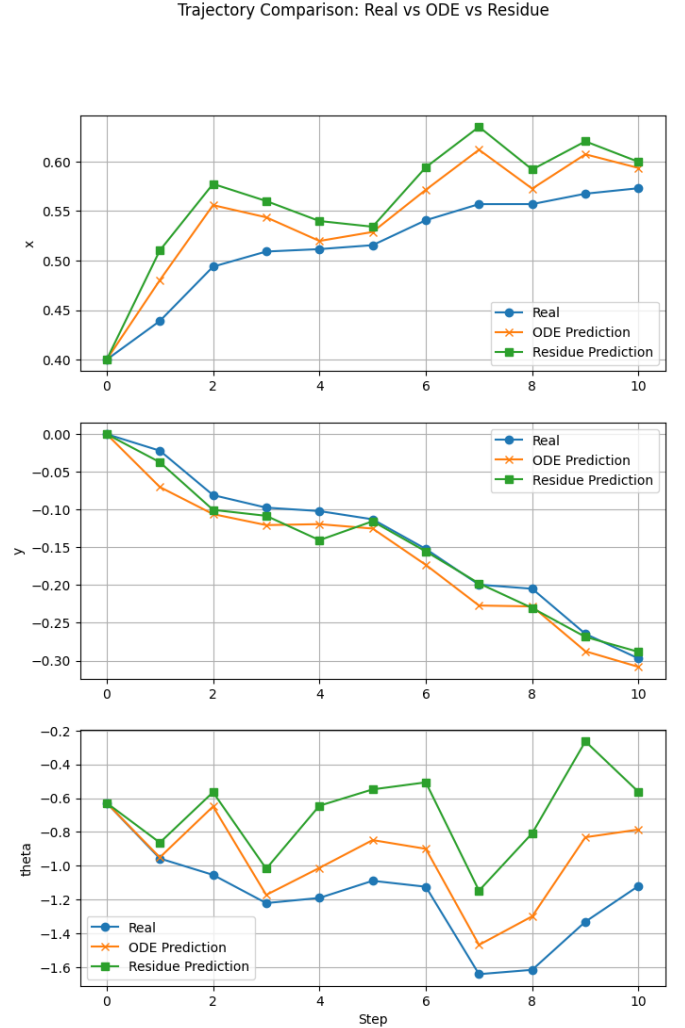 Trajectory Comparison: Real vs ODE vs Residue
0.60
0.55
x
0.50
0.45
0.40
Real
ODE Prediction
Residue Prediction
0 2 4 6 8 10
0.00
−0.05
−0.10
−0.15
y
−0.20
−0.25
−0.30
Real
ODE Prediction
Residue Prediction
0 2 4 6 8 10
−0.2
−0.4
−0.6
−0.8
theta
−1.0
−1.2
−1.4
−1.6
Real
ODE Prediction
Residue Prediction
0 2 4 6 8 10
Step